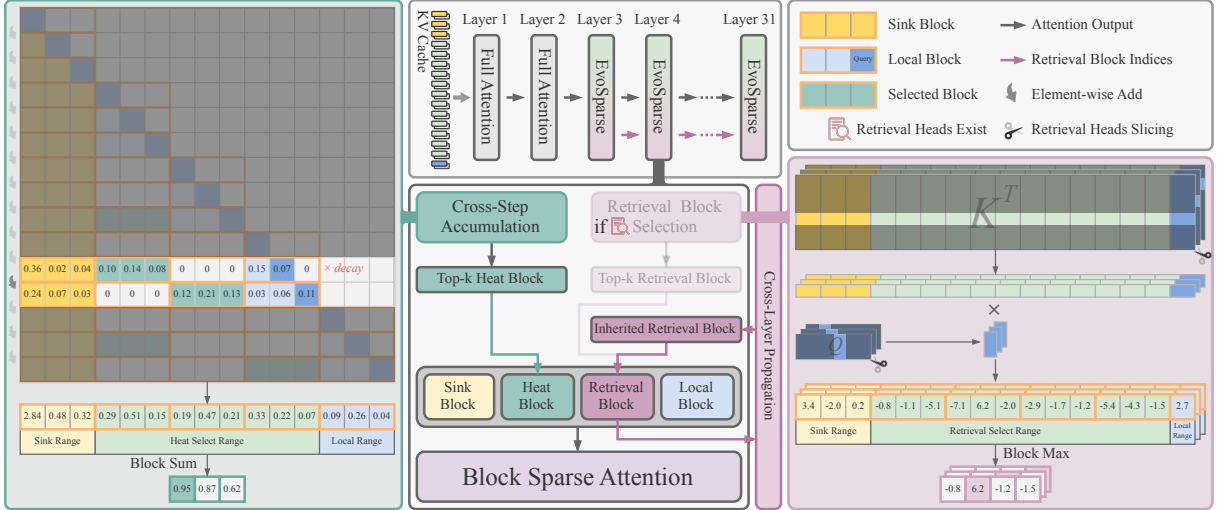 0.36 0.02 0.04 0.10 0.14 0.08 0 0 0 0.15 0.07 0 × decay
0.24 0.07 0.03 0 0 0 0.12 0.21 0.13 0.03 0.06 0.11
2.84 0.48 0.32 0.29 0.51 0.15 0.19 0.47 0.21 0.33 0.22 0.07 0.09 0.26 0.04
Sink Range Heat Select Range Local Range
Block Sum
0.95 0.87 0.62
KV Cache
Layer 1 Layer 2 Layer 3 Layer 4 Layer 31
Full Attention
Full Attention
EvoSparse
EvoSparse
EvoSparse
Cross-Step
Accumulation
Retrieval Block
if Selection
Top-k Heat Block
Top-k Retrieval Block
Inherited Retrieval Block
Sink
Block
Heat
Block
Retrieval
Block
Local
Block
Block Sparse Attention
Cross-Layer Propagation
Sink Block
Attention Output
Query
Local Block
Retrieval Block Indices
Selected Block
Element-wise Add
Retrieval Heads Exist
Retrieval Heads Slicing
K^T
×
Q
3.4 -2.0 0.2 -0.8 -1.1 -5.1 -7.1 6.2 -2.0 -2.9 -1.7 -1.2 -5.4 -4.3 -1.5 2.7
Sink Range Retrieval Select Range Local Range
Block Max
-0.8 6.2 -1.2 -1.5